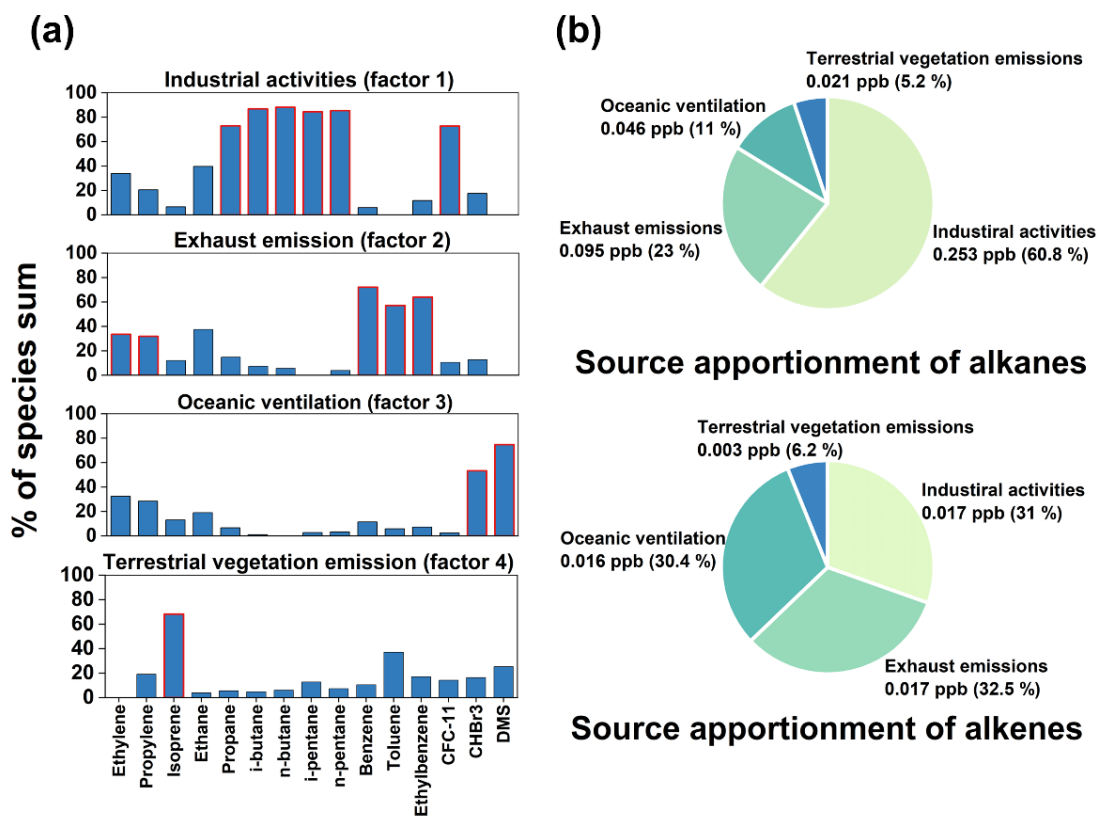 (a)
Industrial activities (factor 1)
100
80
60
40
20
0
Exhaust emission (factor 2)
100
80
60
40
20
0
Oceanic ventilation (factor 3)
100
80
60
40
20
0
Terrestrial vegetation emission (factor 4)
100
80
60
40
20
0
% of species sum
Ethylene
Propylene
Isoprene
Ethane
Propane
i-butane
n-butane
i-pentane
n-pentane
Benzene
Toluene
Ethylbenzene
CFC-11
CHBr3
DMS
(b)
Terrestrial vegetation emissions
0.021 ppb (5.2 %)
Oceanic ventilation
0.046 ppb (11 %)
Exhaust emissions
0.095 ppb (23 %)
Industiral activities
0.253 ppb (60.8 %)
Source apportionment of alkanes
Terrestrial vegetation emissions
0.003 ppb (6.2 %)
Industiral activities
0.017 ppb (31 %)
Oceanic ventilation
0.016 ppb (30.4 %)
Exhaust emissions
0.017 ppb (32.5 %)
Source apportionment of alkenes